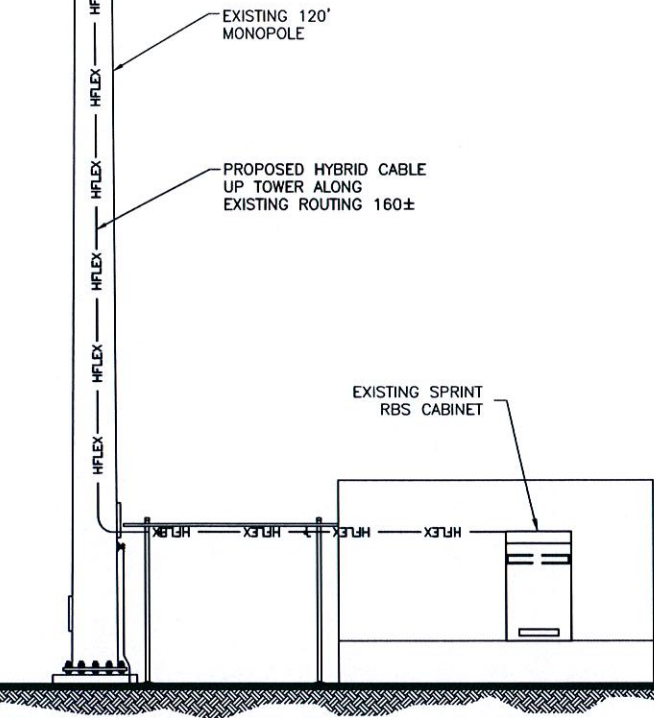 HFLEX
EXISTING 120'
MONOPOLE
HFLEX
HFLEX
PROPOSED HYBRID CABLE
UP TOWER ALONG
EXISTING ROUTING 160±
HFLEX
HFLEX
EXISTING SPRINT
RBS CABINET
HFLEX
HFLEX HFLEX HFLEX HFLEX